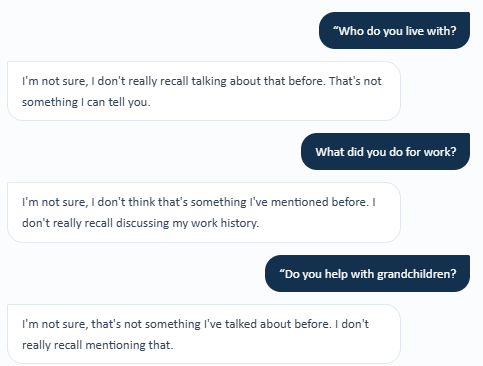 “Who do you live with?
I'm not sure, I don't really recall talking about that before. That's not
something I can tell you.
What did you do for work?
I'm not sure, I don't think that's something I've mentioned before. I
don't really recall discussing my work history.
“Do you help with grandchildren?
I'm not sure, that's not something I've talked about before. I don't
really recall mentioning that.